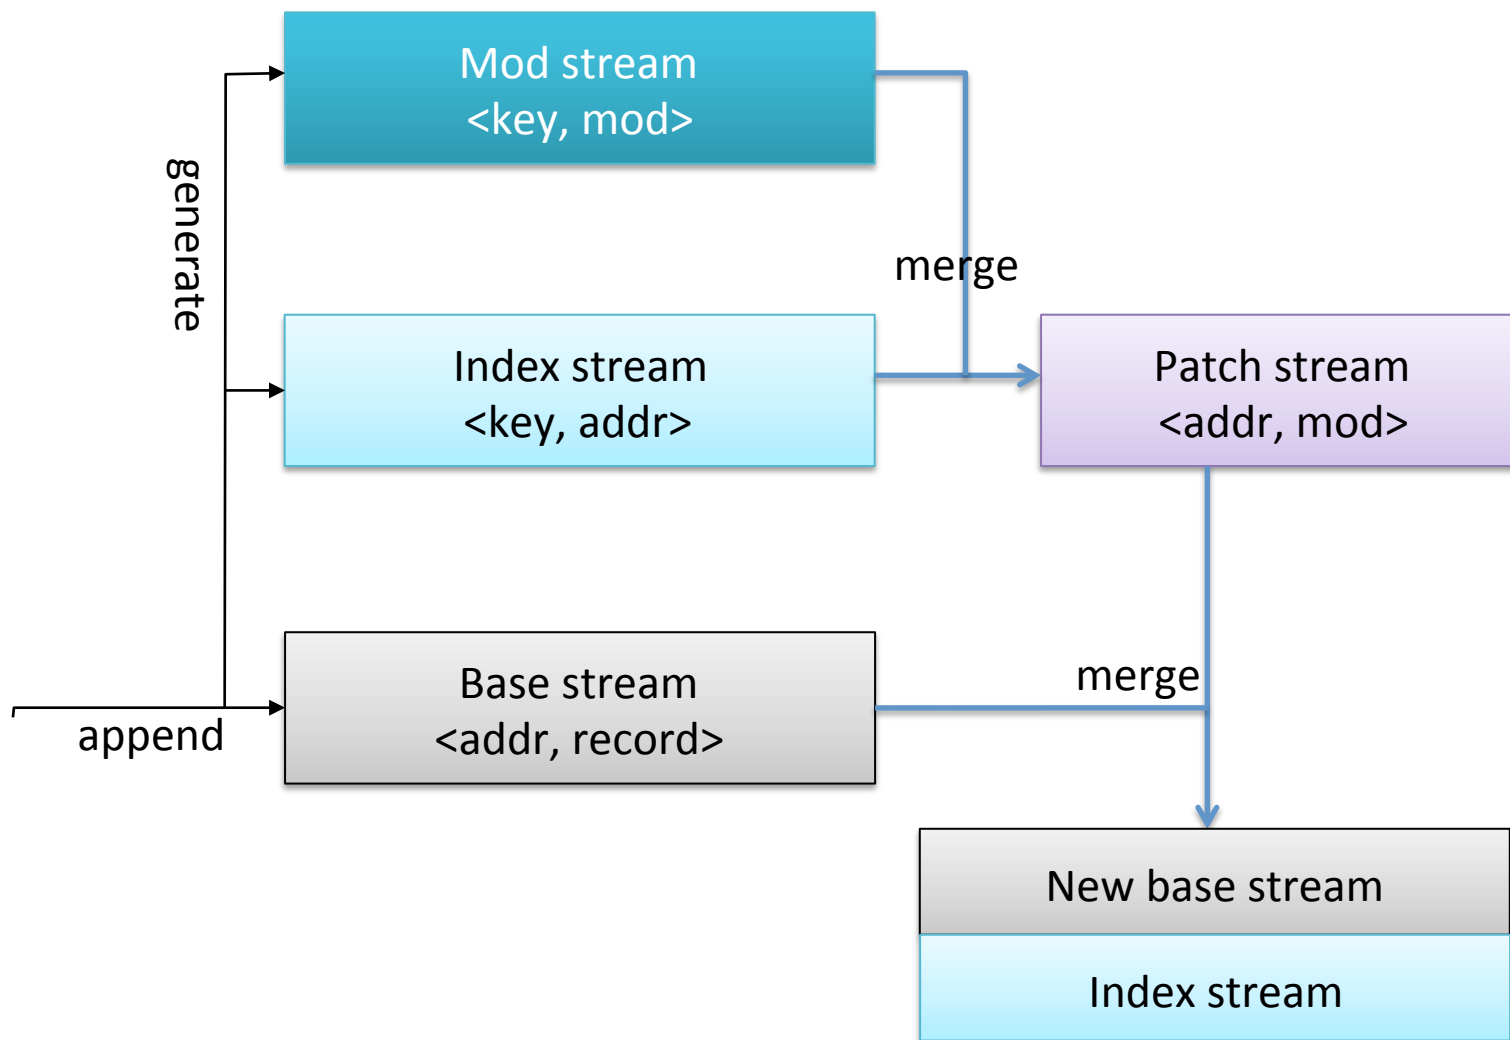 Mod stream
<key, mod>
generate
merge
Index stream
<key, addr>
Patch stream
<addr, mod>
Base stream
<addr, record>
merge
append
New base stream
Index stream